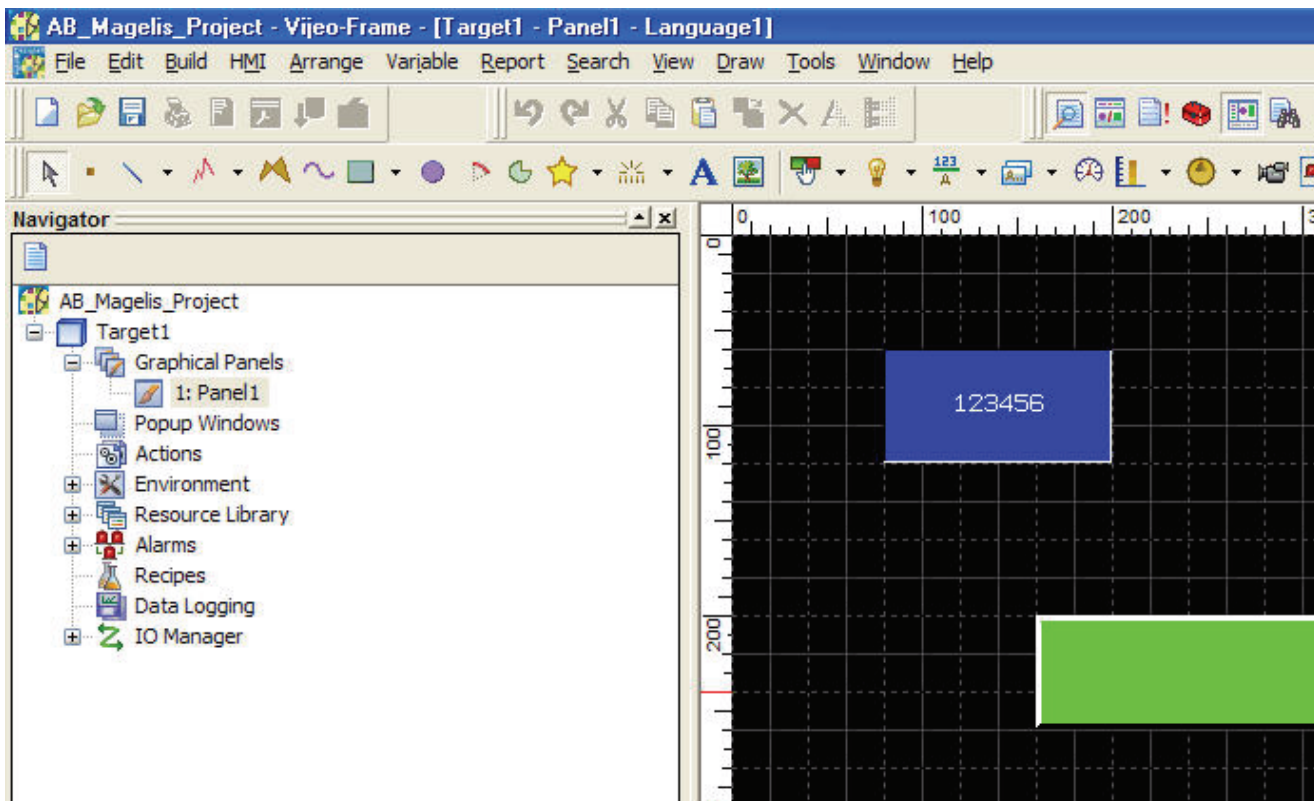 AB_Magelis_Project - Vijeo-Frame - [Target1 - Panel1 - Language1]
File Edit Build HMI Arrange Variable Report Search View Draw Tools Window Help
123
A
A
Navigator
0 100 200 3
AB_Magelis_Project
Target1
Graphical Panels
1: Panel1
Popup Windows
Actions
Environment
Resource Library
Alarms
Recipes
Data Logging
IO Manager
0
123456
100
200